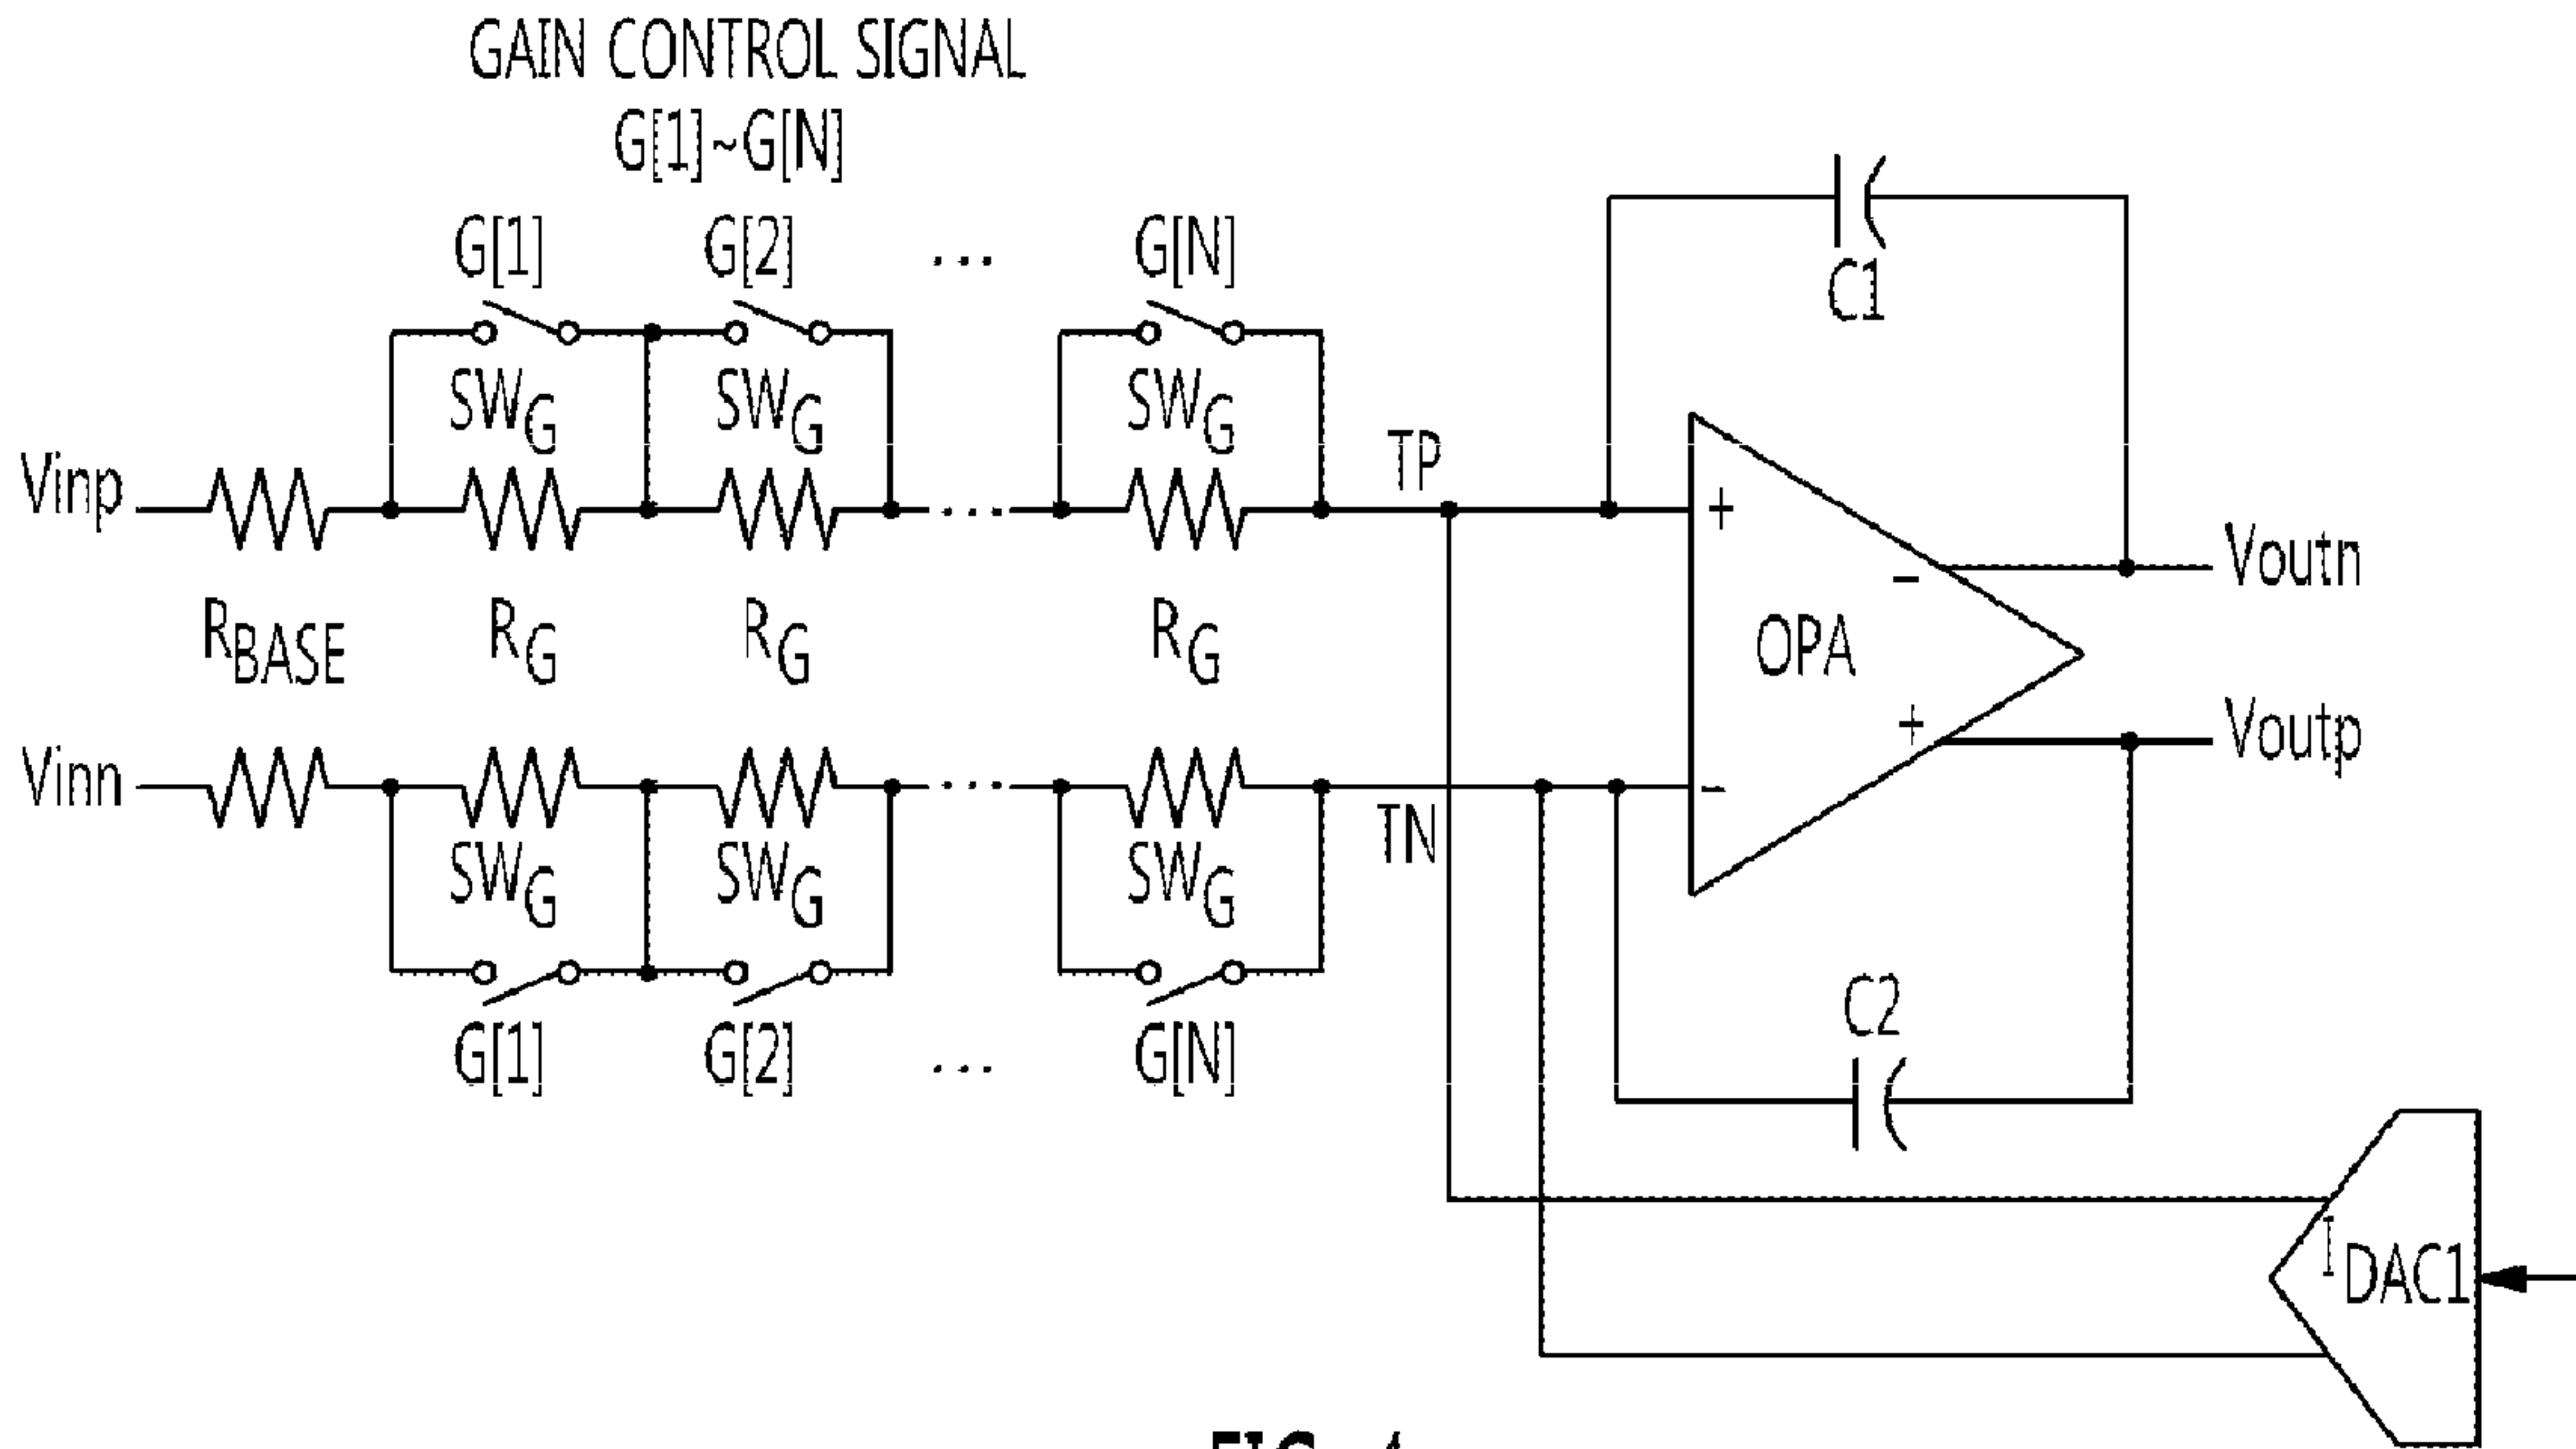 GAIN CONTROL SIGNAL
G[1]~G[N]
G[1] G[2] ... G[N]
SWG SWG SWG
Vinp ... TP
C1
+ - Voutn
RBASE RG RG RG
OPA
+ Voutp
Vinn ... - TN
SWG SWG SWG
G[1] G[2] ... G[N]
C2
IDAC1